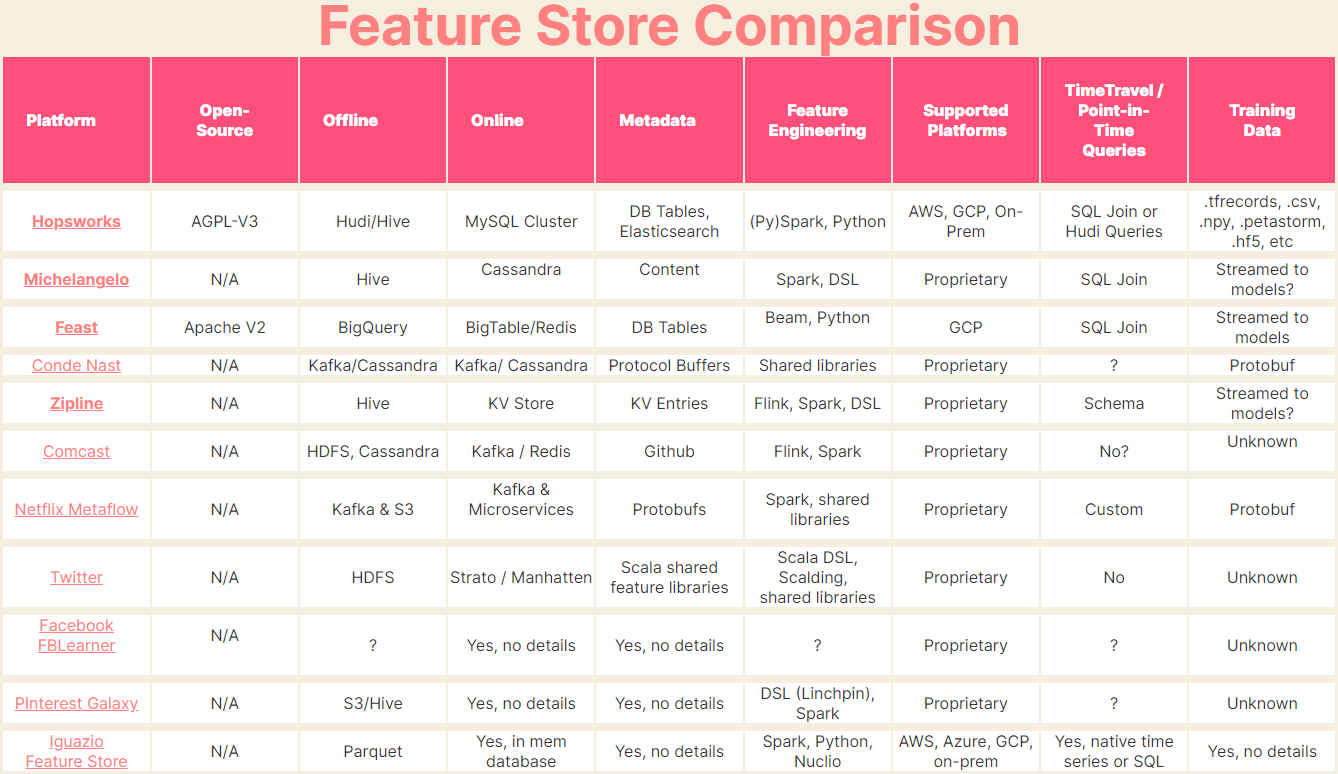 Feature Store Comparison
Platform
Open-
Source
Offline
Online
Metadata
Feature
Engineering
Supported
Platforms
TimeTravel /
Point-in-
Time
Queries
Training
Data
Hopsworks
AGPL-V3
Hudi/Hive
MySQL Cluster
DB Tables,
Elasticsearch
(Py)Spark, Python
AWS, GCP, On-
Prem
SQL Join or
Hudi Queries
.tfrecords, .csv,
.npy, .petastorm,
.hf5, etc
Michelangelo
N/A
Hive
Cassandra
Content
Spark, DSL
Proprietary
SQL Join
Streamed to
models?
Feast
Apache V2
BigQuery
BigTable/Redis
DB Tables
Beam, Python
GCP
SQL Join
Streamed to
models
Conde Nast
N/A
Kafka/Cassandra
Kafka/ Cassandra
Protocol Buffers
Shared libraries
Proprietary
?
Protobuf
Zipline
N/A
Hive
KV Store
KV Entries
Flink, Spark, DSL
Proprietary
Schema
Streamed to
models?
Comcast
N/A
HDFS, Cassandra
Kafka / Redis
Github
Flink, Spark
Proprietary
No?
Unknown
Netflix Metaflow
N/A
Kafka & S3
Kafka &
Microservices
Protobufs
Spark, shared
libraries
Proprietary
Custom
Protobuf
Twitter
N/A
HDFS
Strato / Manhatten
Scala shared
feature libraries
Scala DSL,
Scalding,
shared libraries
Proprietary
No
Unknown
Facebook
FBLearner
N/A
?
Yes, no details
Yes, no details
?
Proprietary
?
Unknown
PInterest Galaxy
N/A
S3/Hive
Yes, no details
Yes, no details
DSL (Linchpin),
Spark
Proprietary
?
Unknown
Iguazio
Feature Store
N/A
Parquet
Yes, in mem
database
Yes, no details
Spark, Python,
Nuclio
AWS, Azure, GCP,
on-prem
Yes, native time
series or SQL
Yes, no details